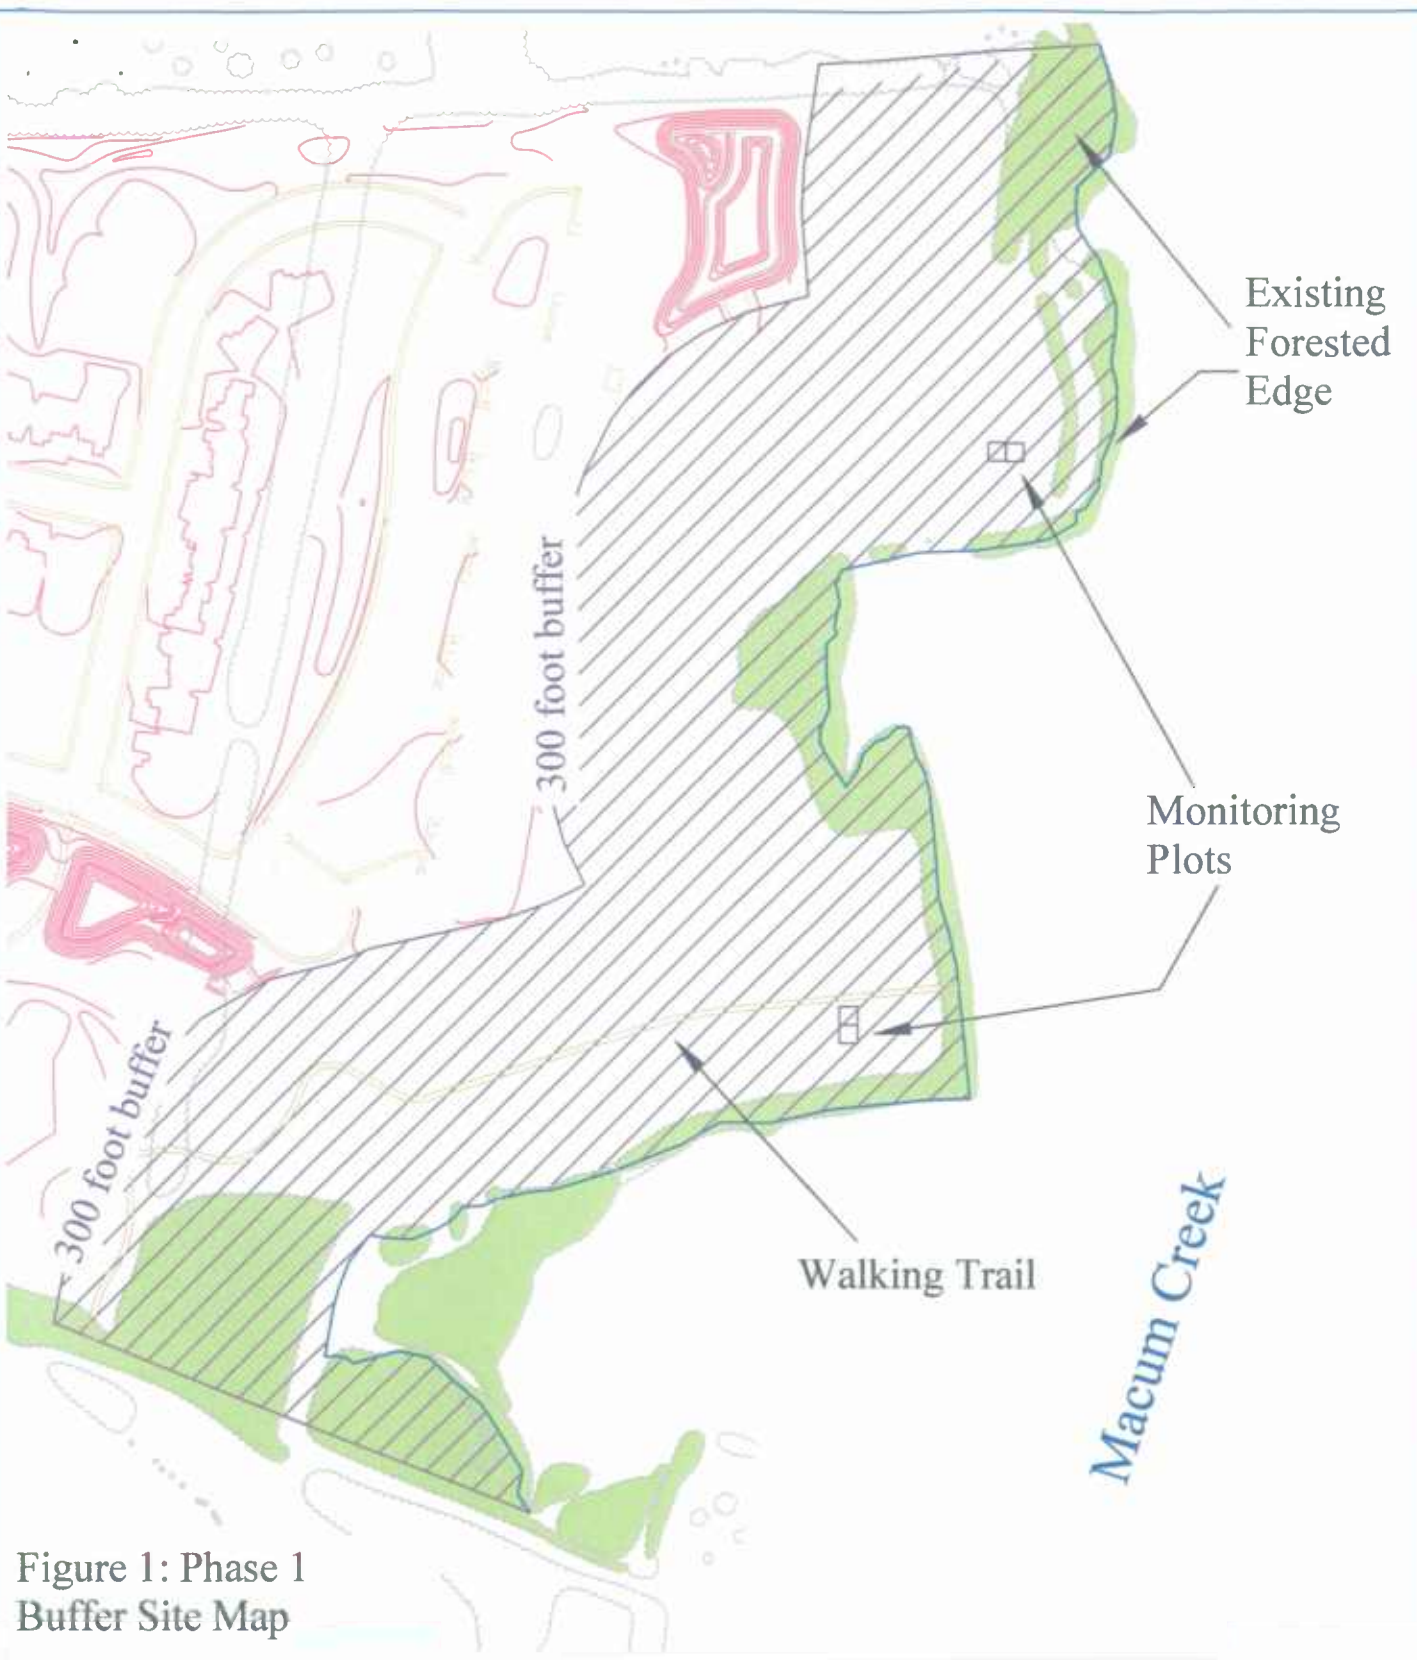 Existing
Forested
Edge
300 foot buffer
Monitoring
Plots
300 foot buffer
Walking Trail
Macum Creek
Figure 1: Phase 1
Buffer Site Map